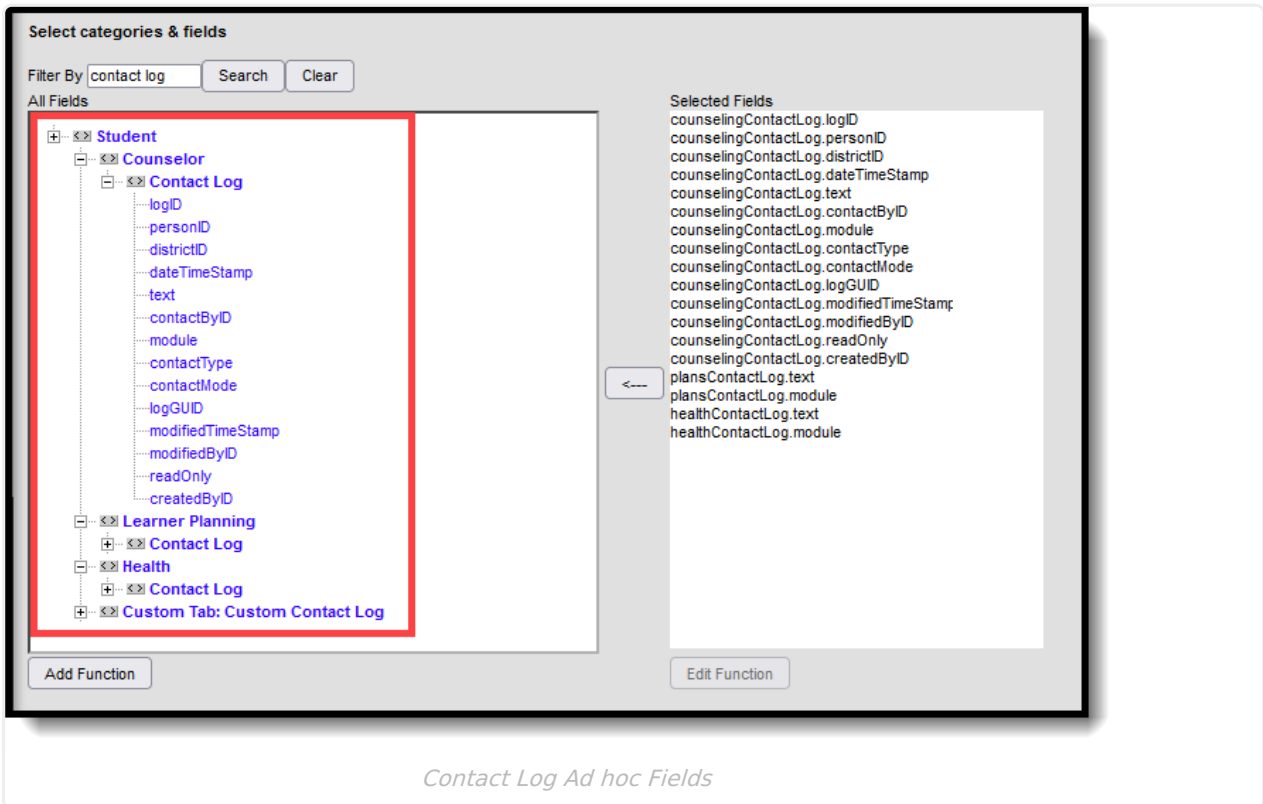 Select categories & fields
Filter By contact log Search Clear
All Fields
Student
Counselor
Contact Log
logID
personID
districtID
dateTimeStamp
text
contactByID
module
contactType
contactMode
logGUID
modifiedTimeStamp
modifiedByID
readOnly
createdByID
Learner Planning
Contact Log
Health
Contact Log
Custom Tab: Custom Contact Log
Add Function
<---
Selected Fields
counselingContactLog.logID
counselingContactLog.personID
counselingContactLog.districtID
counselingContactLog.dateTimeStamp
counselingContactLog.text
counselingContactLog.contactByID
counselingContactLog.module
counselingContactLog.contactType
counselingContactLog.contactMode
counselingContactLog.logGUID
counselingContactLog.modifiedTimeStamp
counselingContactLog.modifiedByID
counselingContactLog.readOnly
counselingContactLog.createdByID
plansContactLog.text
plansContactLog.module
healthContactLog.text
healthContactLog.module
Edit Function
Contact Log Ad hoc Fields